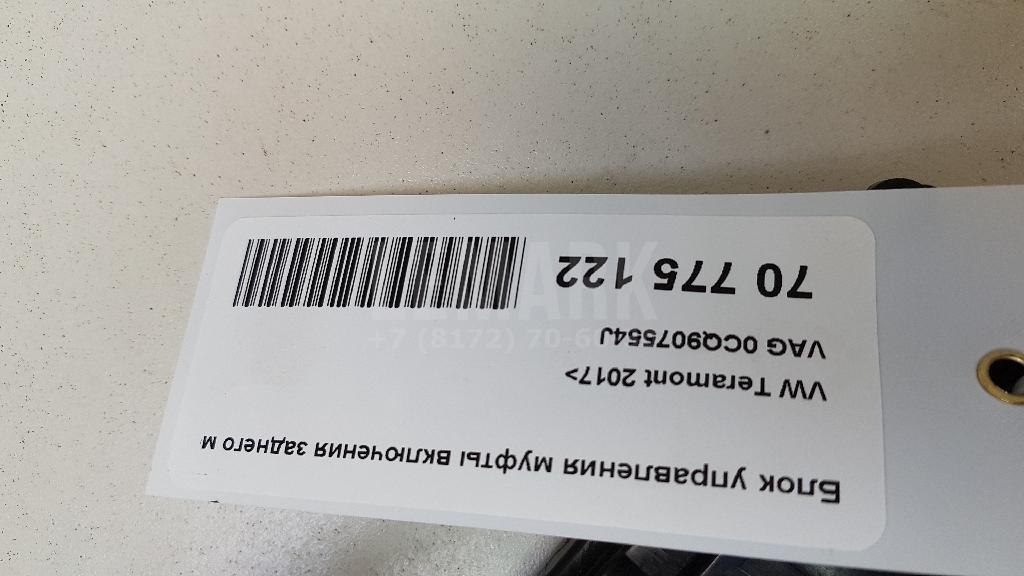 Блок управления муфты включения заднего м
VW Teramont 2017>
VAG 0CQ907554J
70 775 122